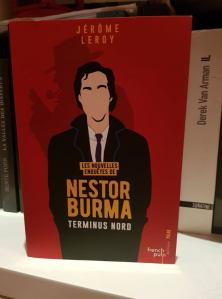 JÉRÔME
LEROY
LES NOUVELLES
ENQUÊTES DE
NESTOR
BURMA
TERMINUS NORD
french
pulp
Derek Van Arman